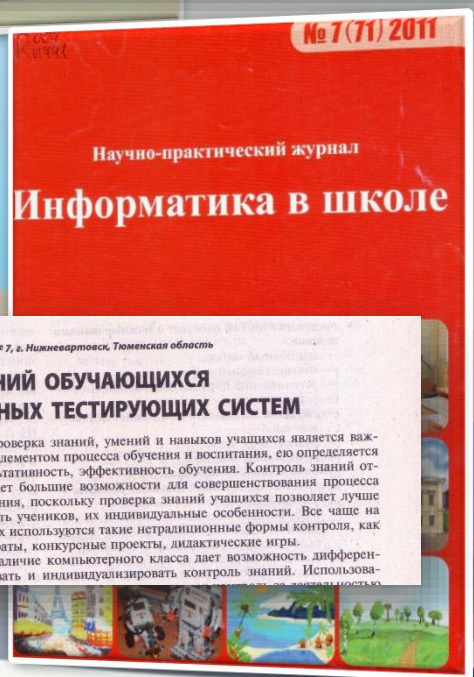 № 7(71) 2011
Научно-практический журнал
Информатика в школе
№ 7, г. Нижневартовск, Тюменская область
НИЙ ОБУЧАЮЩИХСЯ
НЫХ ТЕСТИРУЮЩИХ СИСТЕМ
роверка знаний, умений и навыков учащихся является важ-
лементом процесса обучения и воспитания, ею определяется
ьтативность, эффективность обучения. Контроль знаний от-
ет большие возможности для совершенствования процесса
ния, поскольку проверка знаний учащихся позволяет лучше
ть учеников, их индивидуальные особенности. Все чаще на
х используются такие нетрадиционные формы контроля, как
раты, конкурсные проекты, дидактические игры.
аличие компьютерного класса дает возможность дифферен-
вать и индивидуализировать контроль знаний. Использова-